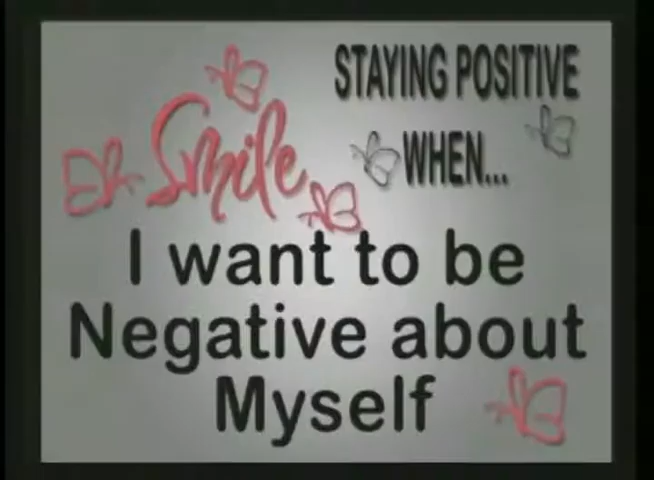 Smile
STAYING POSITIVE
WHEN...
I want to be
Negative about
Myself